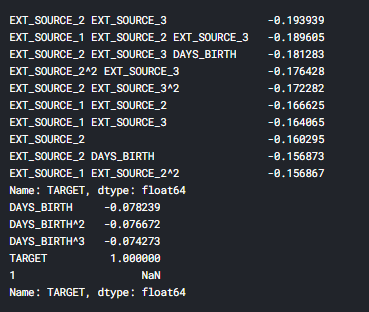 EXT_SOURCE_2 EXT_SOURCE_3 -0.193939
EXT_SOURCE_1 EXT_SOURCE_2 EXT_SOURCE_3 -0.189605
EXT_SOURCE_2 EXT_SOURCE_3 DAYS_BIRTH -0.181283
EXT_SOURCE_2^2 EXT_SOURCE_3 -0.176428
EXT_SOURCE_2 EXT_SOURCE_3^2 -0.172282
EXT_SOURCE_1 EXT_SOURCE_2 -0.166625
EXT_SOURCE_1 EXT_SOURCE_3 -0.164065
EXT_SOURCE_2 -0.160295
EXT_SOURCE_2 DAYS_BIRTH -0.156873
EXT_SOURCE_1 EXT_SOURCE_2^2 -0.156867
Name: TARGET, dtype: float64
DAYS_BIRTH -0.078239
DAYS_BIRTH^2 -0.076672
DAYS_BIRTH^3 -0.074273
TARGET 1.000000
1 NaN
Name: TARGET, dtype: float64